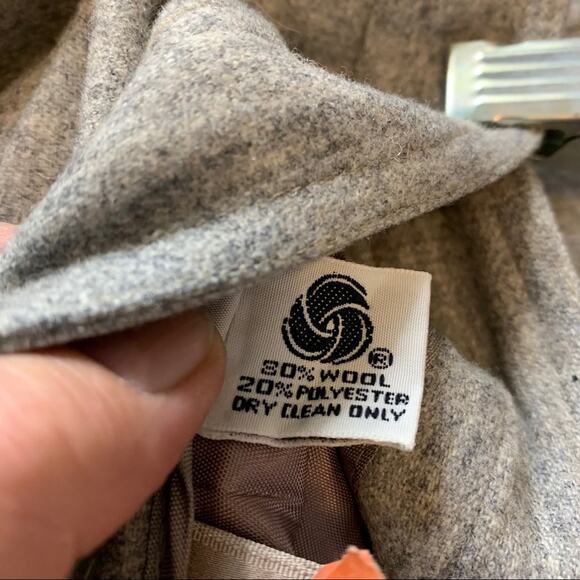 ®
80% WOOL
20% POLYESTER
DRY CLEAN ONLY